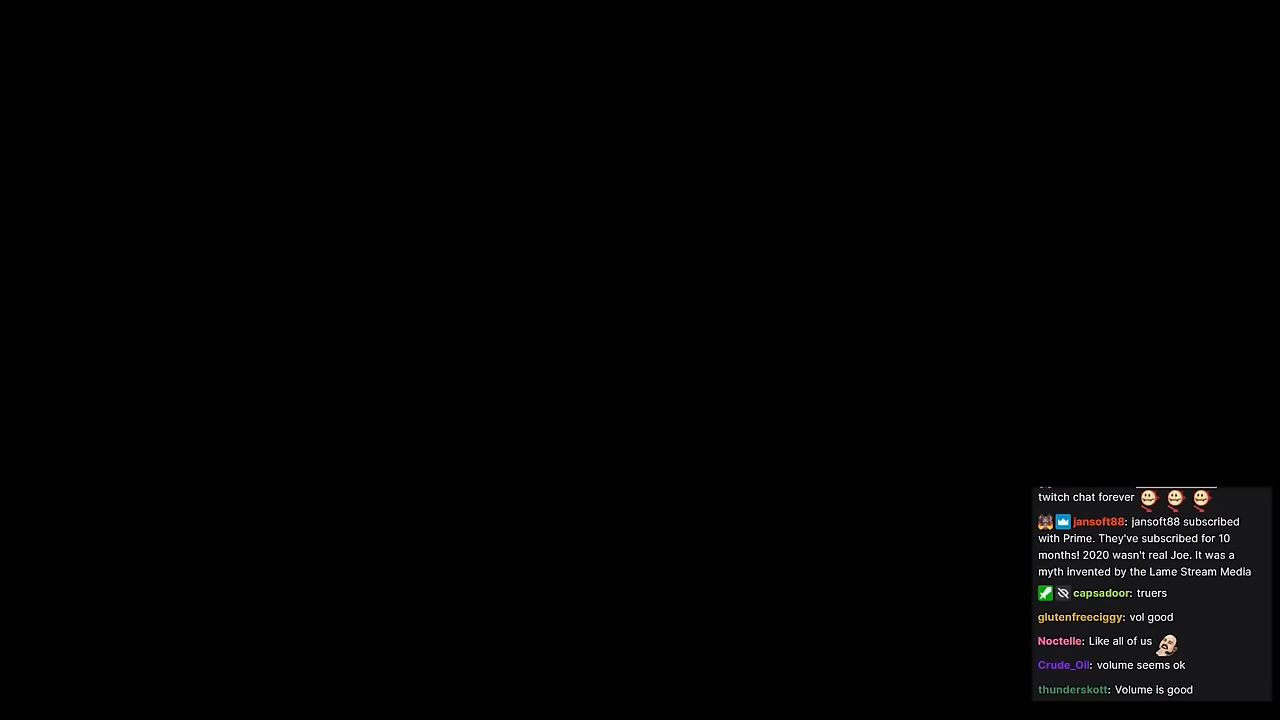 twitch chat forever
jansoft88: jansoft88 subscribed
with Prime. They've subscribed for 10
months! 2020 wasn't real Joe. It was a
myth invented by the Lame Stream Media
capsadoor: truers
glutenfreeciggy: vol good
Noctelle: Like all of us
Crude_Oil: volume seems ok
thunderskott: Volume is good